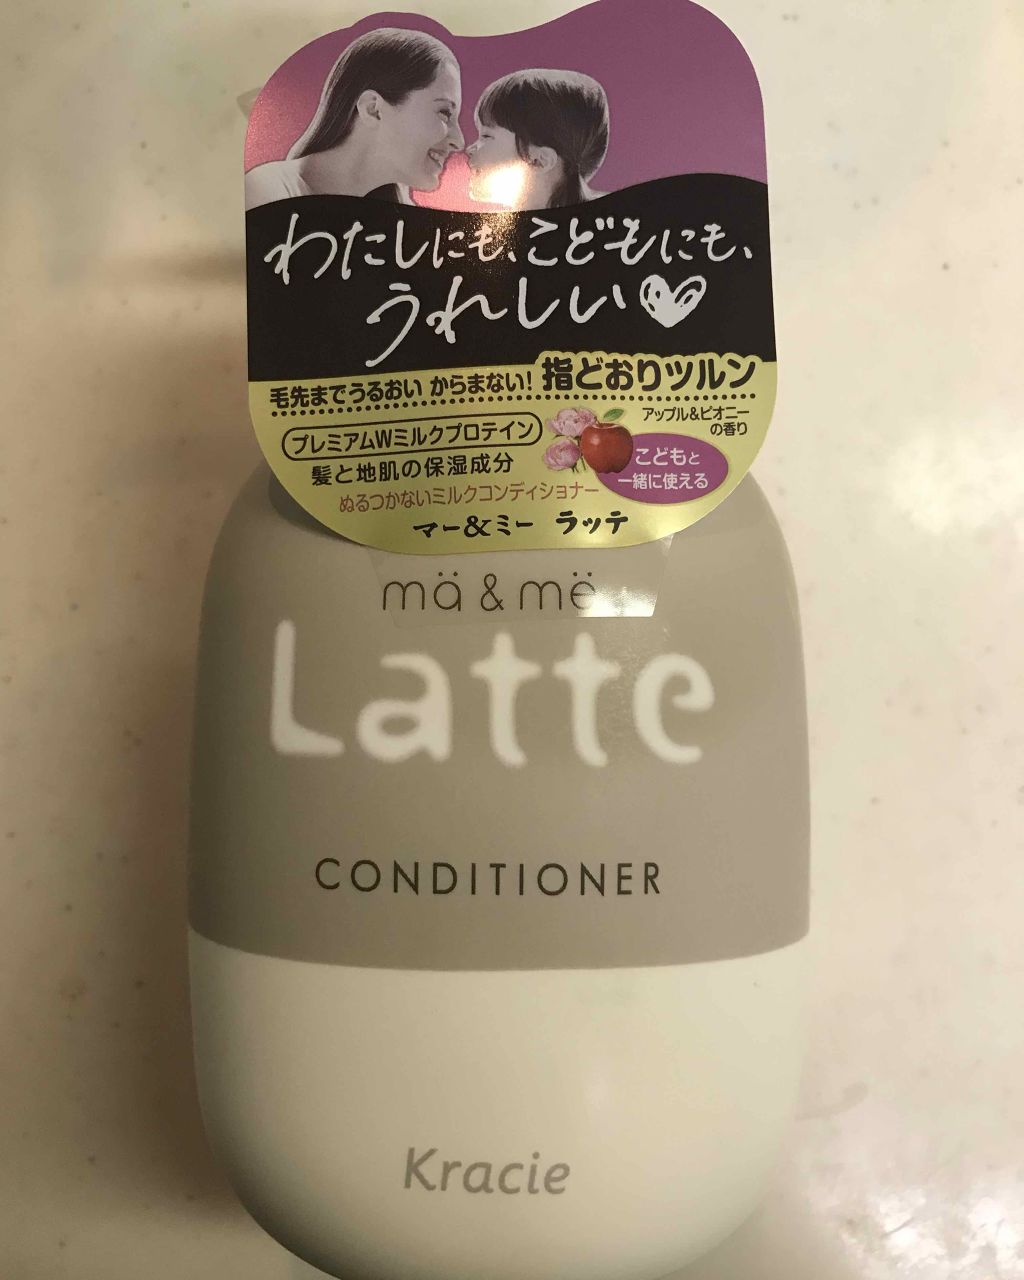 わたしにも、こどもにも、
うれしい
毛先までうるおい からまない! 指どおりツルン
プレミアムWミルクプロテイン
髪と地肌の保湿成分
アップル&ピオニー
の香り
こどもと
一緒に使える
ぬるつかないミルクコンディショナー
マー&ミー ラッテ
mä & më
Latte
CONDITIONER
Kracie